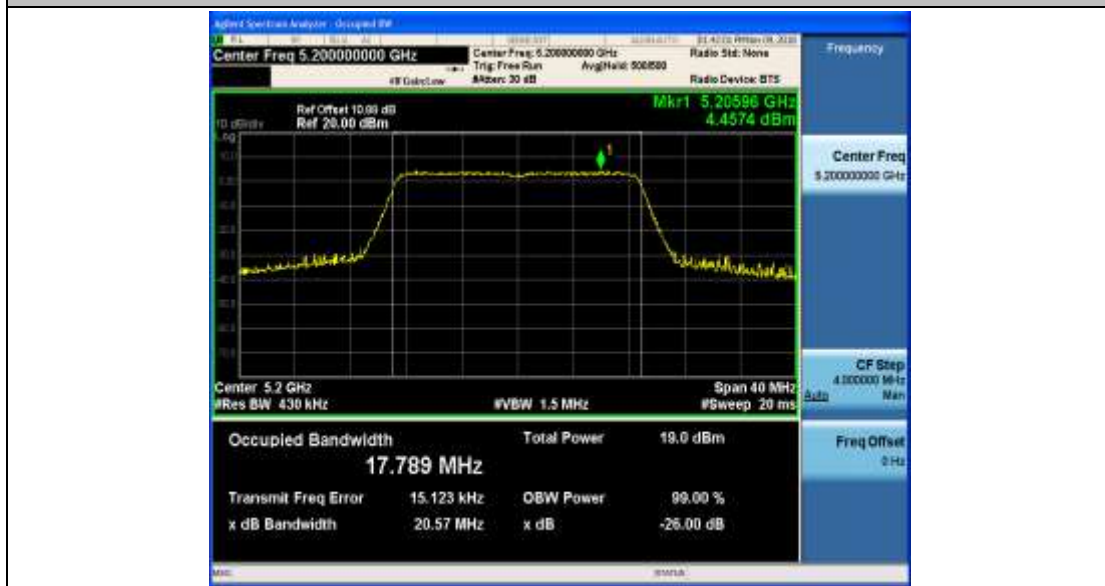 Agilent Spectrum Analyzer - Occupied BW
Center Freq 5.200000000 GHz
#IFGain:Low
Center Freq: 5.200000000 GHz
Trig: Free Run Avg|Hold: 500/500
#Atten: 30 dB
Radio Std: None
Radio Device: BTS
Frequency
Ref Offset 10.88 dB
10 dB/div Ref 20.00 dBm
Log
Mkr1 5.20596 GHz
4.4574 dBm
1
Center Freq
5.200000000 GHz
Center 5.2 GHz Span 40 MHz
#Res BW 430 kHz #VBW 1.5 MHz #Sweep 20 ms
CF Step
4.000000 MHz
Auto Man
Occupied Bandwidth Total Power 19.0 dBm
17.789 MHz
Transmit Freq Error 15.123 kHz OBW Power 99.00 %
x dB Bandwidth 20.57 MHz x dB -26.00 dB
Freq Offset
0 Hz
MSG STATUS